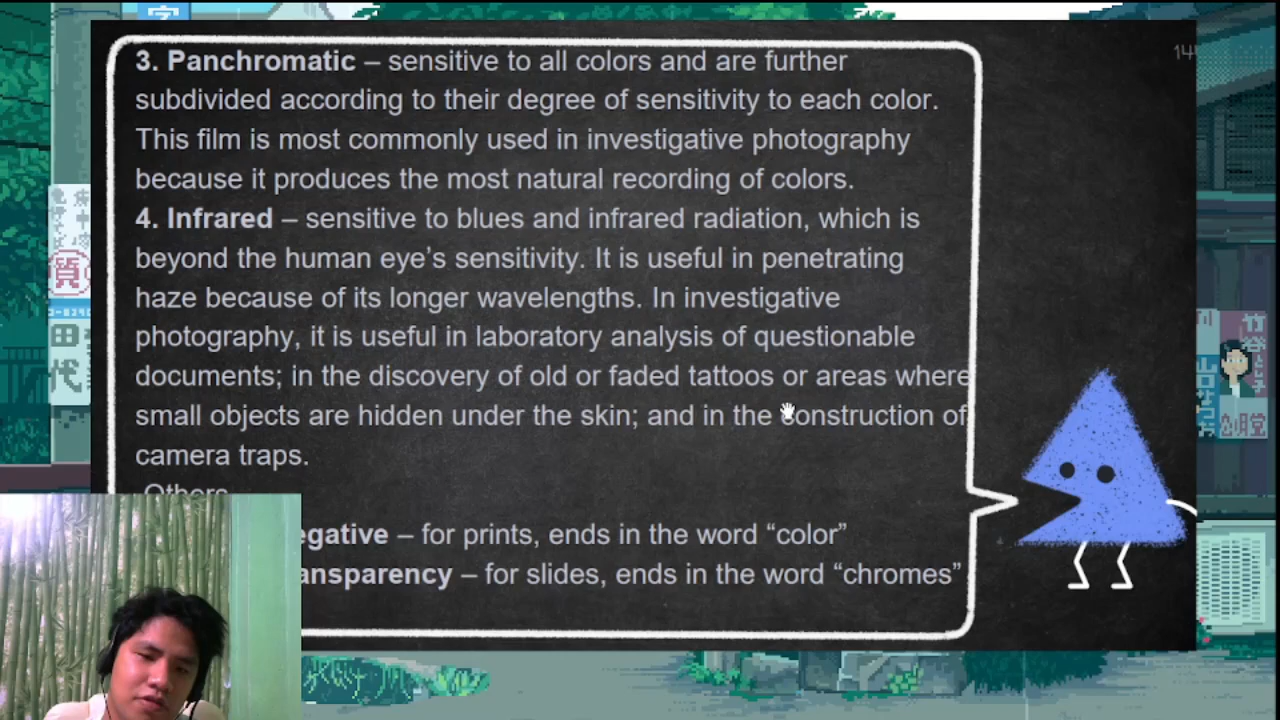 3. Panchromatic – sensitive to all colors and are further
subdivided according to their degree of sensitivity to each color.
This film is most commonly used in investigative photography
because it produces the most natural recording of colors.
4. Infrared – sensitive to blues and infrared radiation, which is
beyond the human eye’s sensitivity. It is useful in penetrating
haze because of its longer wavelengths. In investigative
photography, it is useful in laboratory analysis of questionable
documents; in the discovery of old or faded tattoos or areas where
small objects are hidden under the skin; and in the construction of
camera traps.
Others
egative – for prints, ends in the word “color”
ansparency – for slides, ends in the word “chromes”
質
田
代